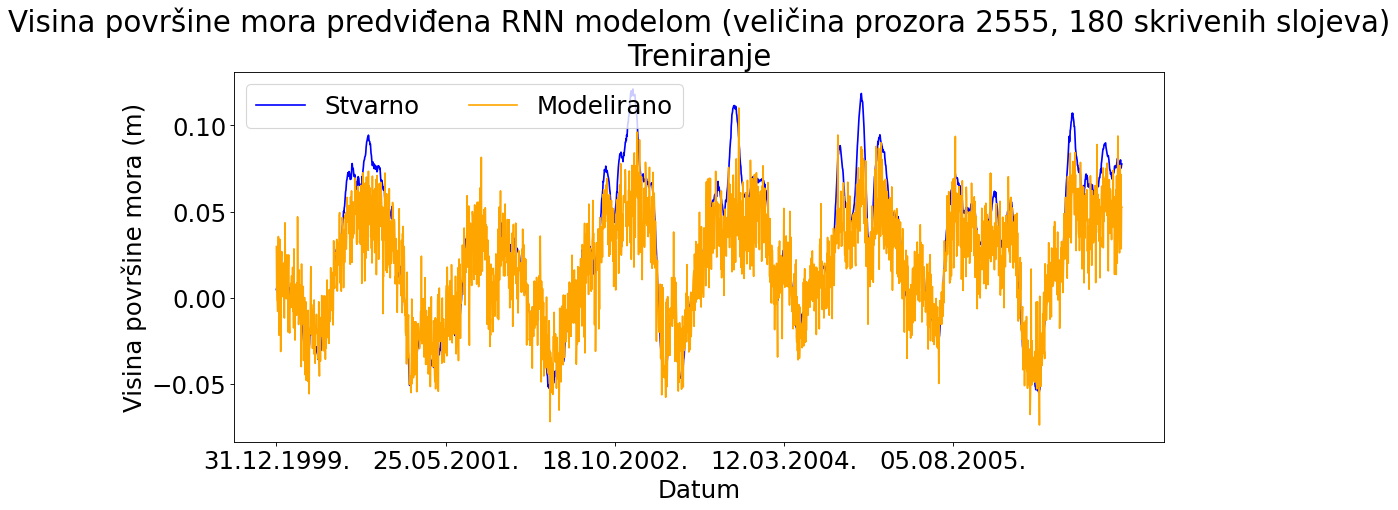 Visina površine mora predviđena RNN modelom (veličina prozora 2555, 180 skrivenih slojeva)
Treniranje
Stvarno Modelirano
Visina površine mora (m)
0.10
0.05
0.00
−0.05
31.12.1999. 25.05.2001. 18.10.2002. 12.03.2004. 05.08.2005.
Datum